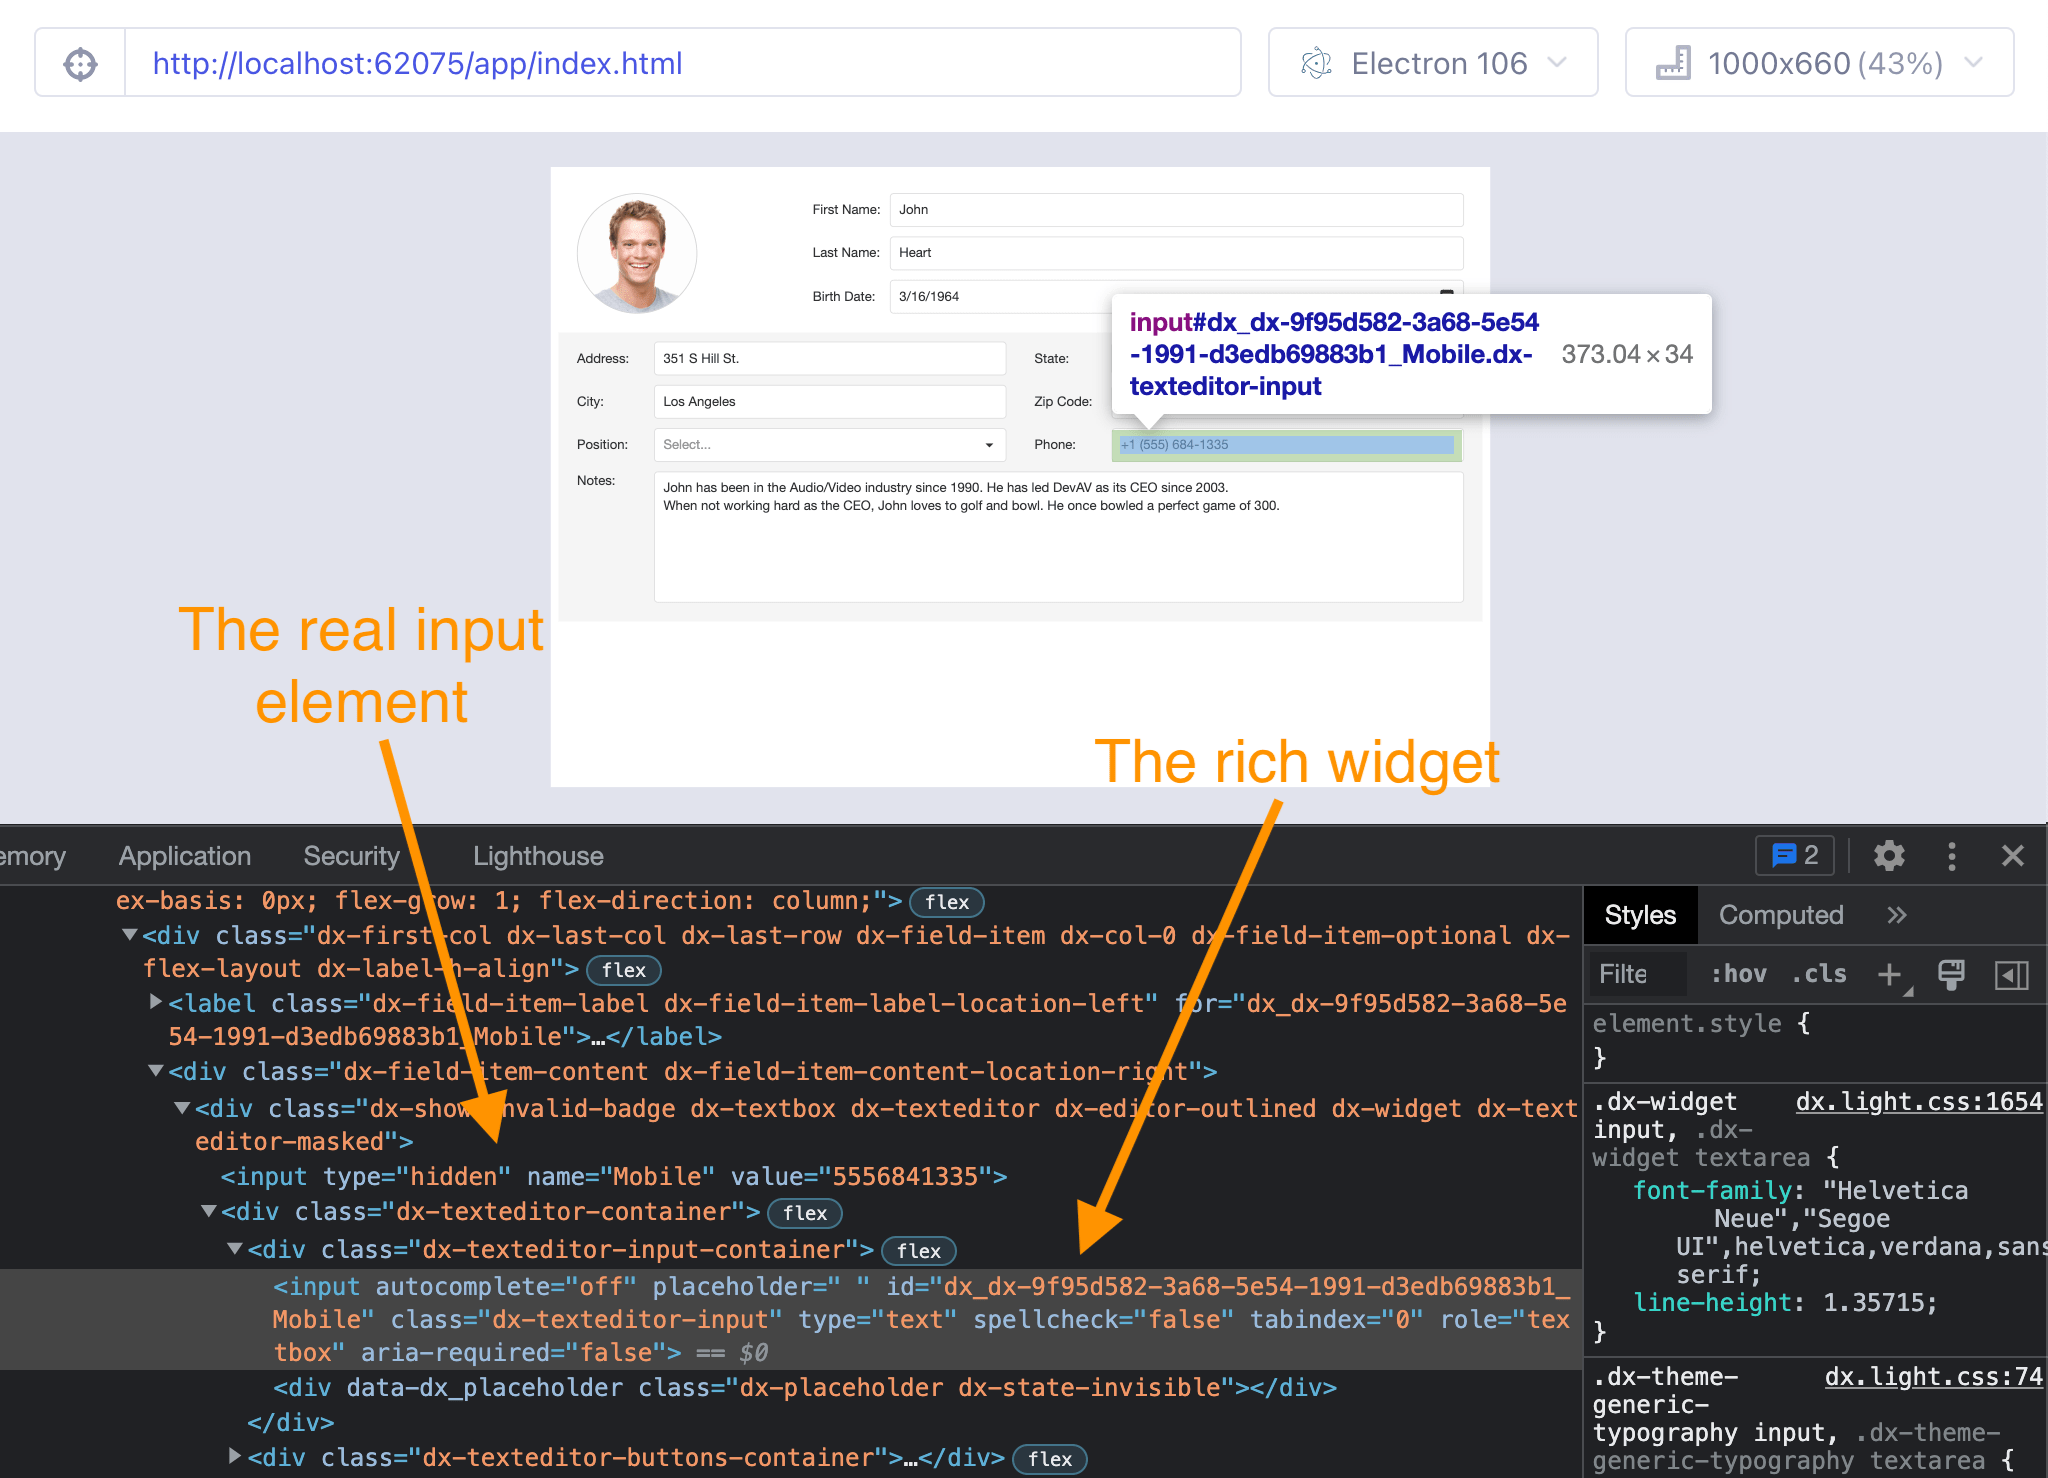 http://localhost:62075/app/index.html
Electron 106
1000x660 (43%)
First Name: John
Last Name: Heart
Birth Date: 3/16/1964
input#dx_dx-9f95d582-3a68-5e54
-1991-d3edb69883b1_Mobile.dx-
texteditor-input
373.04 × 34
Address: 351 S Hill St. State:
City: Los Angeles Zip Code:
Position: Select... Phone: +1 (555) 684-1335
Notes: John has been in the Audio/Video industry since 1990. He has led DevAV as its CEO since 2003.
When not working hard as the CEO, John loves to golf and bowl. He once bowled a perfect game of 300.
The real input
element
The rich widget
emory Application Security Lighthouse 2
ex-basis: 0px; flex-grow: 1; flex-direction: column;"> flex
<div class="dx-first-col dx-last-col dx-last-row dx-field-item dx-col-0 dx-field-item-optional dx-
flex-layout dx-label-h-align"> flex
<label class="dx-field-item-label dx-field-item-label-location-left" for="dx_dx-9f95d582-3a68-5e
54-1991-d3edb69883b1_Mobile">…</label>
<div class="dx-field-item-content dx-field-item-content-location-right">
<div class="dx-show-invalid-badge dx-textbox dx-texteditor dx-editor-outlined dx-widget dx-text
editor-masked">
<input type="hidden" name="Mobile" value="5556841335">
<div class="dx-texteditor-container"> flex
<div class="dx-texteditor-input-container"> flex
<input autocomplete="off" placeholder=" " id="dx_dx-9f95d582-3a68-5e54-1991-d3edb69883b1_
Mobile" class="dx-texteditor-input" type="text" spellcheck="false" tabindex="0" role="tex
tbox" aria-required="false"> == $0
<div data-dx_placeholder class="dx-placeholder dx-state-invisible"></div>
</div>
<div class="dx-texteditor-buttons-container">…</div> flex
Styles Computed »
Filte :hov .cls +
element.style {
}
.dx-widget dx.light.css:1654
input, .dx-
widget textarea {
font-family: "Helvetica
Neue","Segoe
UI",helvetica,verdana,sans
serif;
line-height: 1.35715;
}
.dx-theme- dx.light.css:74
generic-
typography input, .dx-theme-
generic-typography textarea {